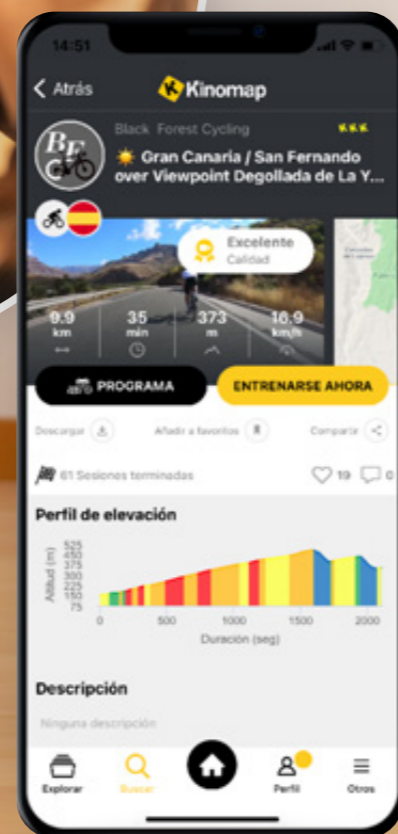 14:51
Atrás
Kinomap
Black Forest Cycling
BF
Gran Canaria / San Fernando
over Viewpoint Degollada de La Y...
Excelente
Calidad
9.9 35 373 16.9
km min m km/h
PROGRAMA
ENTRENARSE AHORA
Descargar Añadir a favoritos Compartir
61 Sesiones terminadas 19 0
Perfil de elevación
Altitud (m)
525
450
375
300
225
150
75
0 500 1000 1500 2000
Duración (seg)
Descripción
Ninguna descripción
Explorar Buscar Perfil Otros